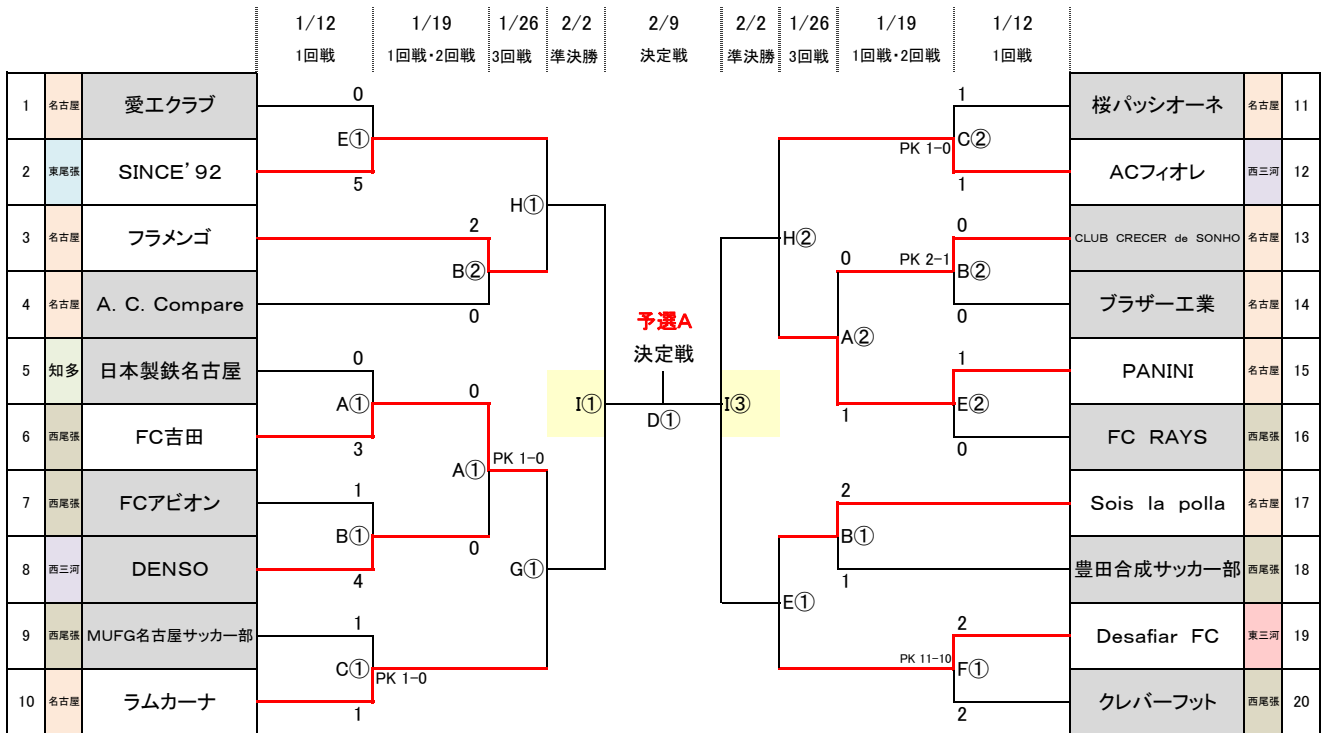 1/12 1/19 1/26 2/2 2/9 2/2 1/26 1/19 1/12
1回戦 1回戦・2回戦 3回戦 準決勝 決定戦 準決勝 3回戦 1回戦・2回戦 1回戦
1 名古屋 愛エクラブ 0
E①
2 東尾張 SINCE'92 5
H①
3 名古屋 フラメンゴ 2
B②
4 名古屋 A. C. Compare 0
5 知多 日本製鉄名古屋 0
A① 0
6 西尾張 FC吉田 3
A① PK 1-0
7 西尾張 FCアビオン 1
B① 0
8 西三河 DENSO 4
G①
9 西尾張 MUFG名古屋サッカー部 1
C① PK 1-0
10 名古屋 ラムカーナ 1
予選A
決定戦
I① D① I③
1 桜パッシオーネ 名古屋 11
PK 1-0 C②
1 ACフィオレ 西三河 12
H②
0 CLUB CRECER de SONHO 名古屋 13
0 PK 2-1 B②
0 ブラザー工業 名古屋 14
A②
1 PANINI 名古屋 15
1 E②
0 FC RAYS 西尾張 16
2 Sois la polla 名古屋 17
B①
1 豊田合成サッカー部 西尾張 18
E①
2 Desafiar FC 東三河 19
PK 11-10 F①
2 クレバーフット 西尾張 20